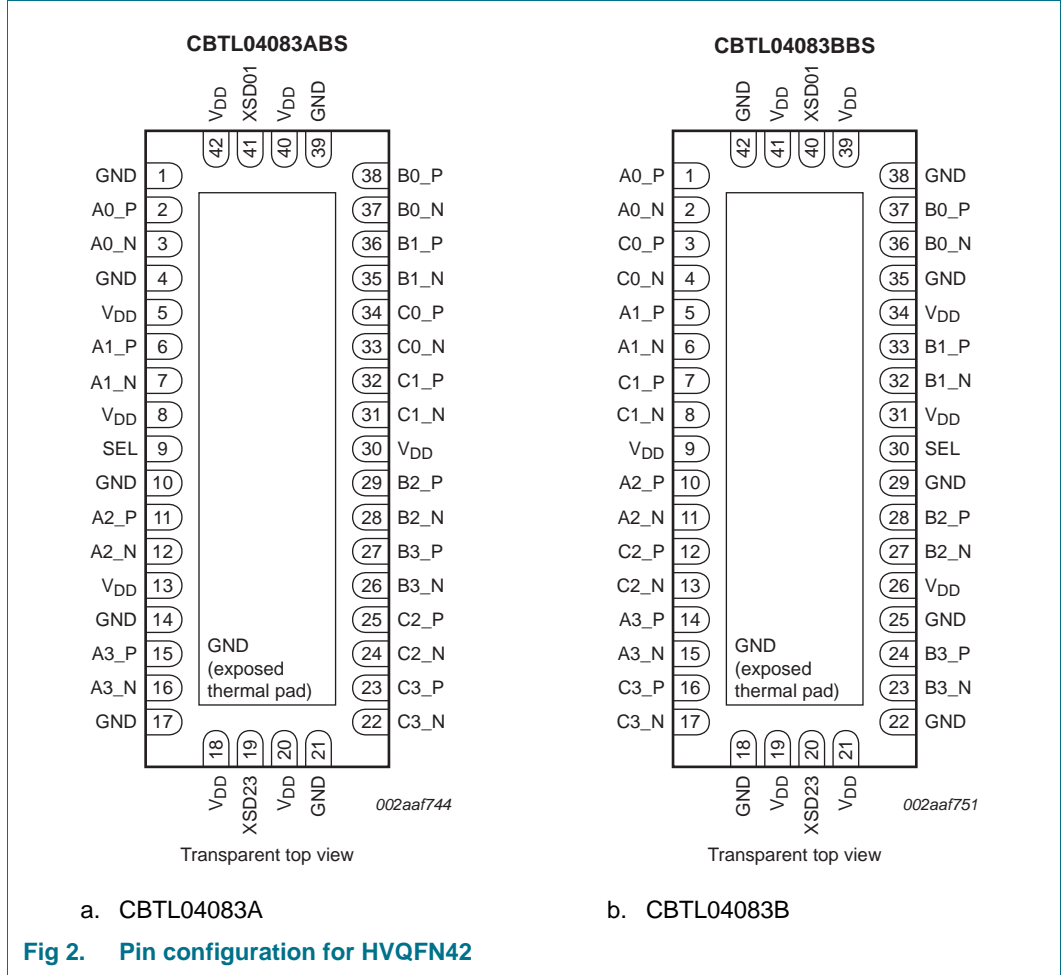 CBTL04083ABS
VDD XSD01 VDD GND
42 41 40 39
GND 1
A0_P 2
A0_N 3
GND 4
VDD 5
A1_P 6
A1_N 7
VDD 8
SEL 9
GND 10
A2_P 11
A2_N 12
VDD 13
GND 14
A3_P 15
A3_N 16
GND 17
38 B0_P
37 B0_N
36 B1_P
35 B1_N
34 C0_P
33 C0_N
32 C1_P
31 C1_N
30 VDD
29 B2_P
28 B2_N
27 B3_P
26 B3_N
25 C2_P
24 C2_N
23 C3_P
22 C3_N
GND
(exposed
thermal pad)
18 19 20 21
VDD XSD23 VDD GND
002aaf744
Transparent top view
a. CBTL04083A
CBTL04083BBS
GND VDD XSD01 VDD
42 41 40 39
A0_P 1
A0_N 2
C0_P 3
C0_N 4
A1_P 5
A1_N 6
C1_P 7
C1_N 8
VDD 9
A2_P 10
A2_N 11
C2_P 12
C2_N 13
A3_P 14
A3_N 15
C3_P 16
C3_N 17
38 GND
37 B0_P
36 B0_N
35 GND
34 VDD
33 B1_P
32 B1_N
31 VDD
30 SEL
29 GND
28 B2_P
27 B2_N
26 VDD
25 GND
24 B3_P
23 B3_N
22 GND
GND
(exposed
thermal pad)
18 19 20 21
GND VDD XSD23 VDD
002aaf751
Transparent top view
b. CBTL04083B
Fig 2. Pin configuration for HVQFN42